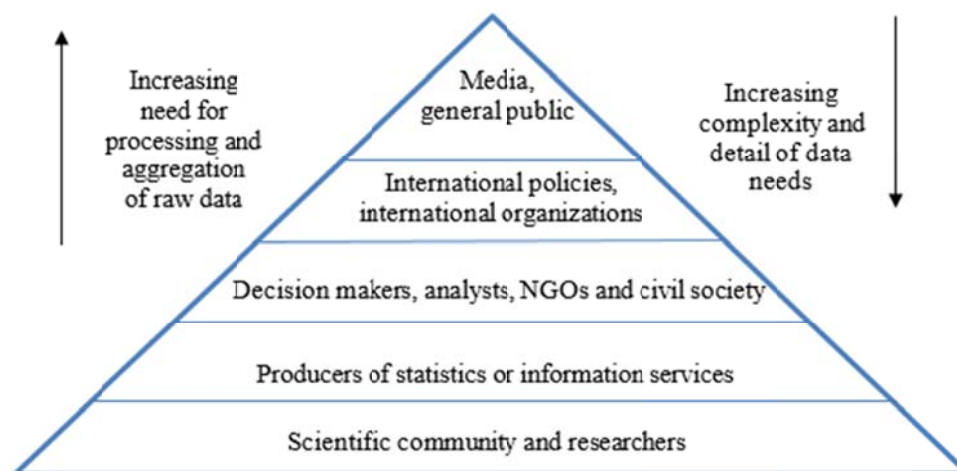 Increasing
need for
processing and
aggregation
of raw data
Media,
general public
Increasing
complexity and
detail of data
needs
International policies,
international organizations
Decision makers, analysts, NGOs and civil society
Producers of statistics or information services
Scientific community and researchers